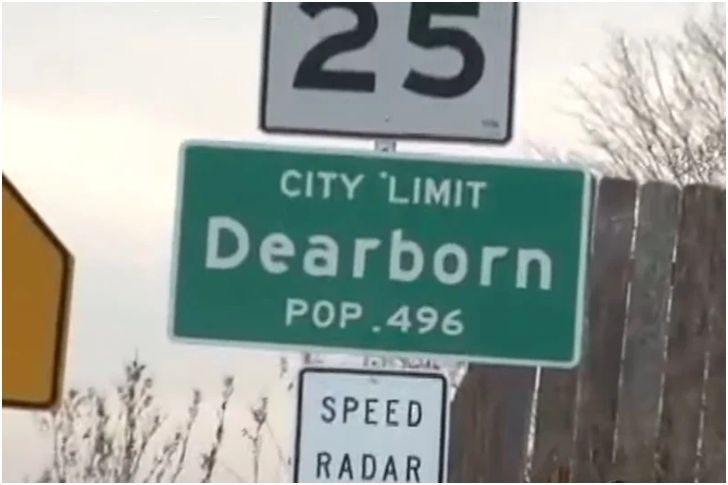 25
CITY LIMIT
Dearborn
POP. 496
SPEED
RADAR